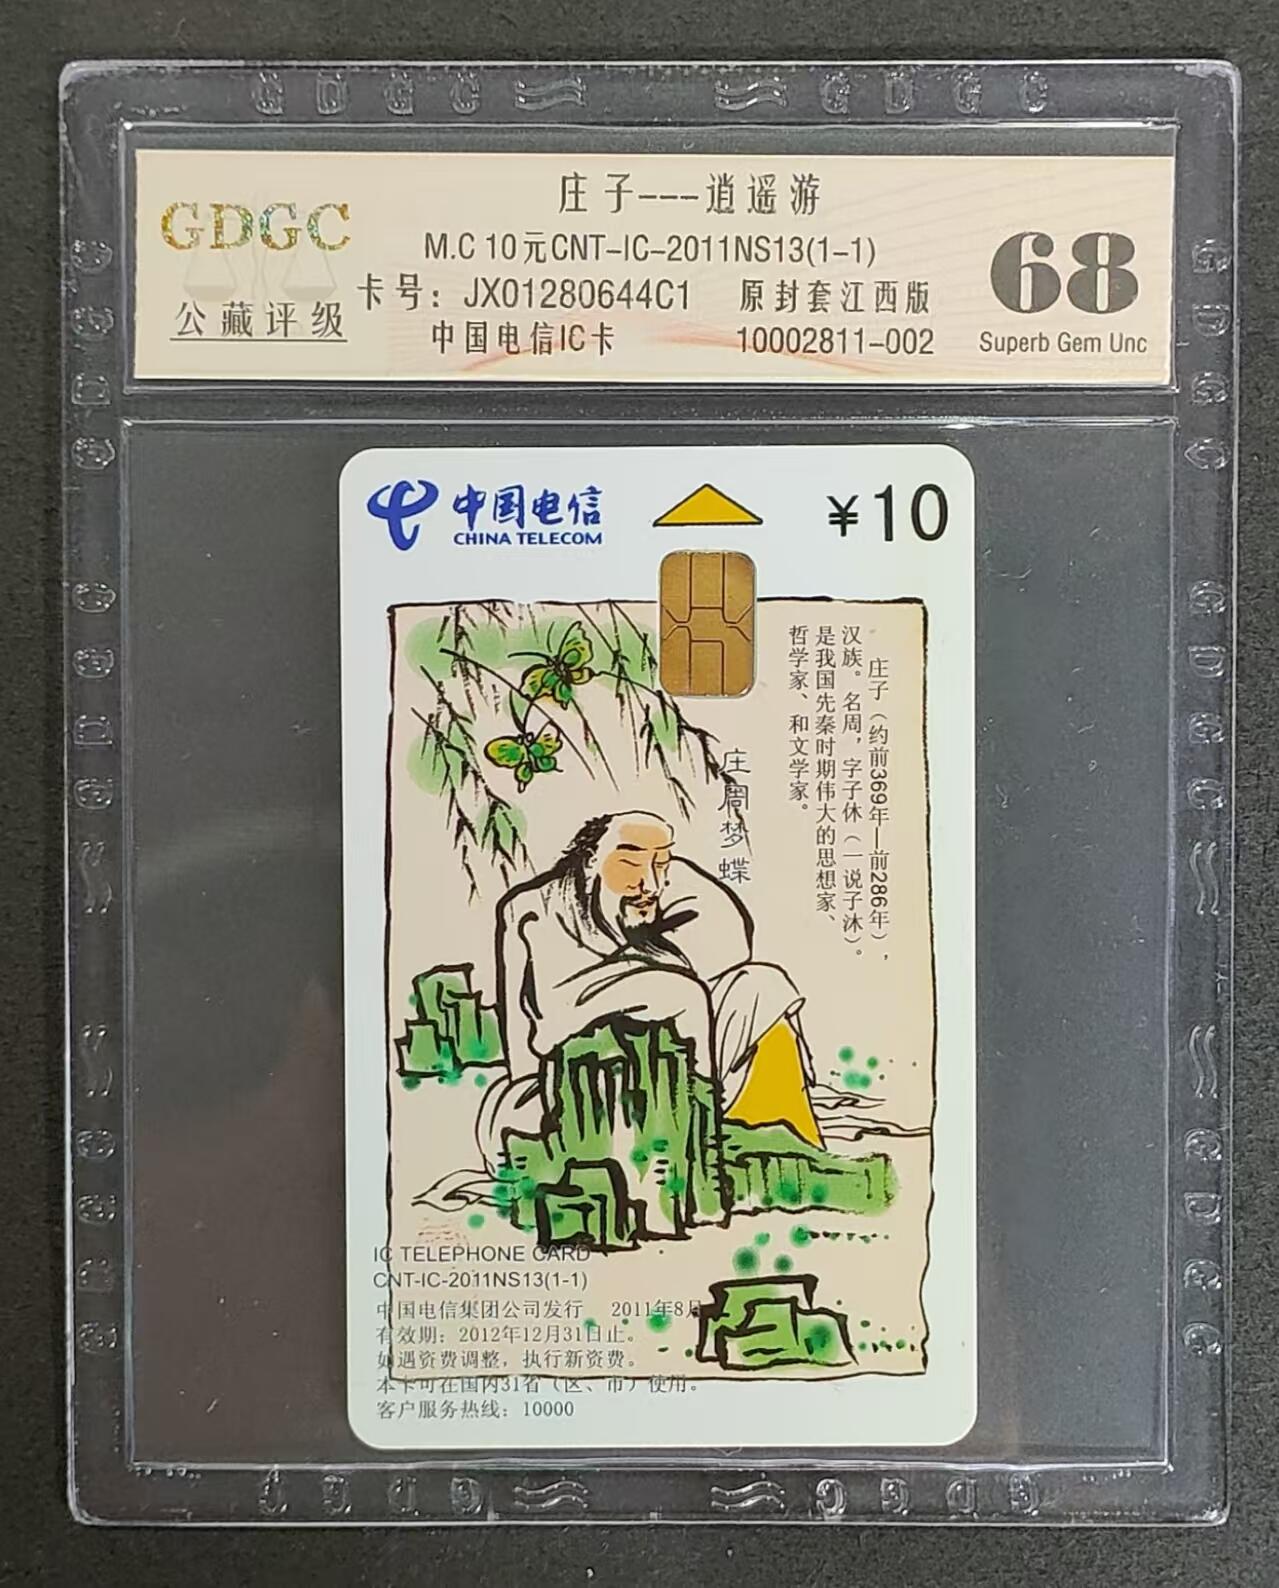 GDGC
公藏评级
庄子---逍遥游
M.C 10元CNT-IC-2011NS13(1-1)
卡号：JX01280644C1 原封套江西版
中国电信IC卡 10002811-002
68
Superb Gem Unc
中国电信
CHINA TELECOM
¥10
庄子（约前369年—前286年），
汉族。名周，字子休（一说子沐）。
是我国先秦时期伟大的思想家、
哲学家、和文学家。
庄周梦蝶
IC TELEPHONE CARD
CNT-IC-2011NS13(1-1)
中国电信集团公司发行 2011年8月
有效期：2012年12月31日止。
如遇资费调整，执行新资费。
本卡可在国内31省（区、市）使用。
客户服务热线：10000